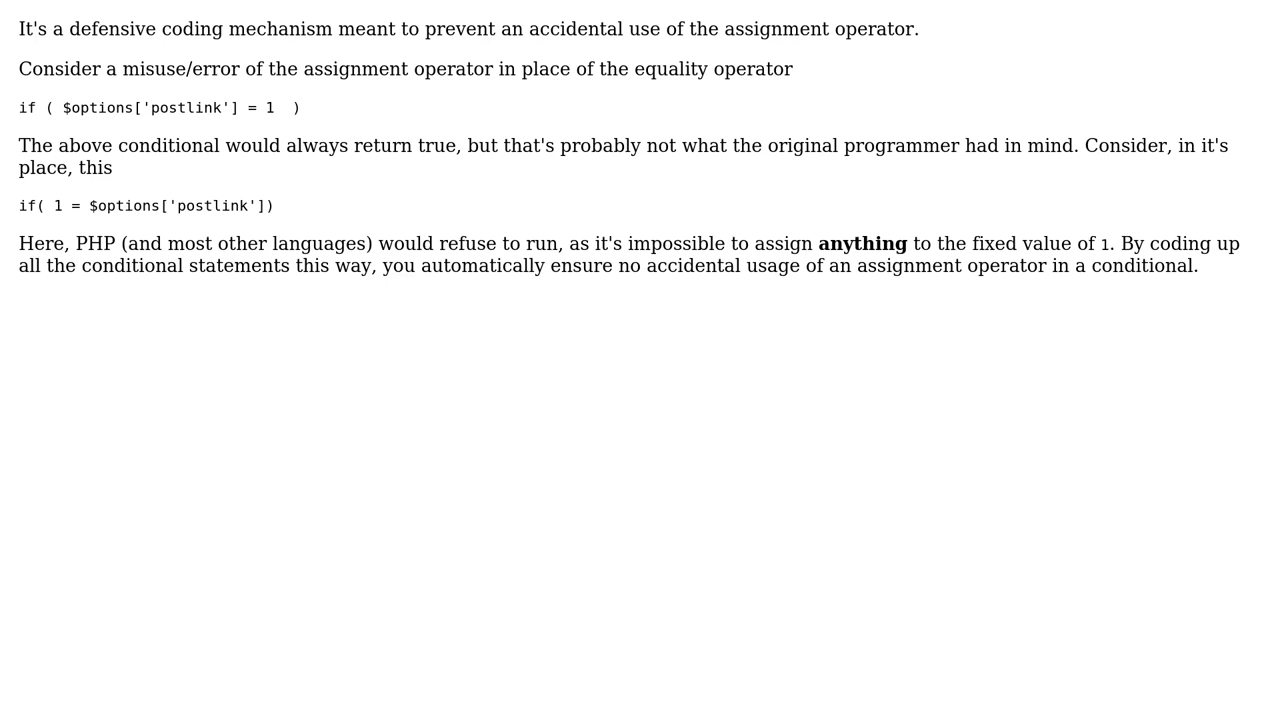 It's a defensive coding mechanism meant to prevent an accidental use of the assignment operator.
Consider a misuse/error of the assignment operator in place of the equality operator
if ( $options['postlink'] = 1  )
The above conditional would always return true, but that's probably not what the original programmer had in mind. Consider, in it's
place, this
if( 1 = $options['postlink'])
Here, PHP (and most other languages) would refuse to run, as it's impossible to assign anything to the fixed value of 1. By coding up
all the conditional statements this way, you automatically ensure no accidental usage of an assignment operator in a conditional.